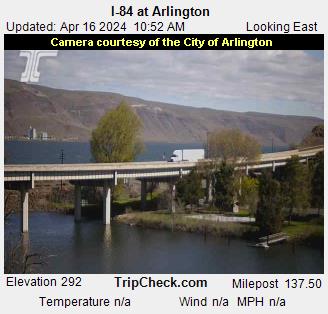 I-84 at Arlington
Updated: Apr 16 2024 10:52 AM Looking East
Camera courtesy of the City of Arlington
Elevation 292 TripCheck.com Milepost 137.50
Temperature n/a Wind n/a MPH n/a